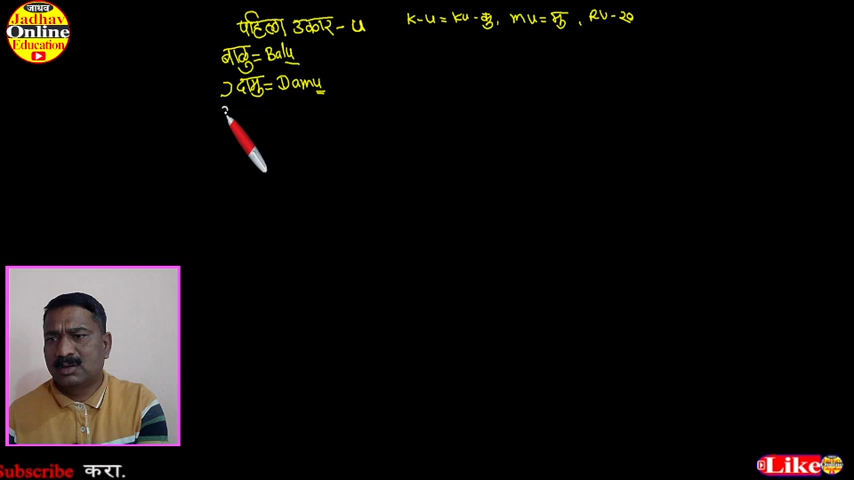 जाधव
Jadhav
Online
Education
पहिला उकार - u
K-u = Ku - कु, mu = मु, Ru - रु
बाळु = Balu
दामु = Damu
Subscribe करा.
Like